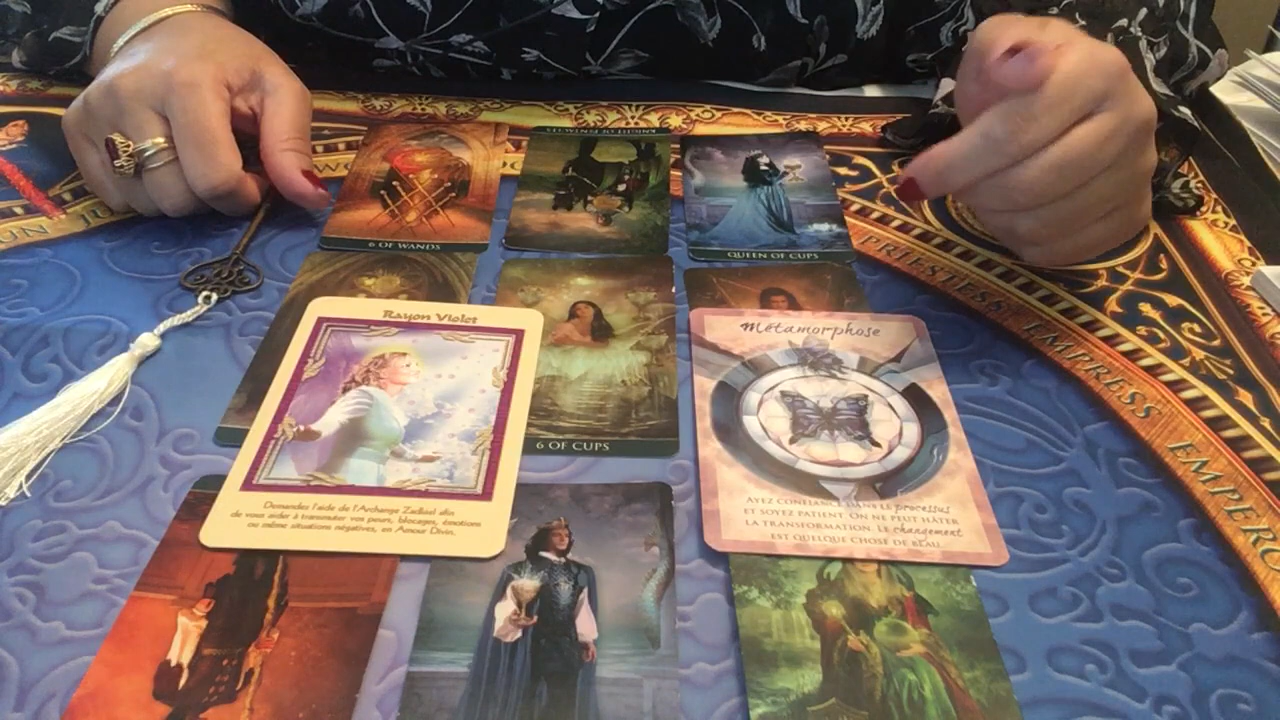 KNIGHT OF PENTACLES
6 OF WANDS
QUEEN OF CUPS
PRIESTESS EMPRESS EMPERO
Rayon Violet
Métamorphose
6 OF CUPS
Demandez l'aide de l'Archange Zadkiel afin
de vous aider à transmuter vos peurs, blocages, émotions
ou même situations négatives, en Amour Divin.
AYEZ CONFIANCE DANS LE processus
ET SOYEZ PATIENT. ON NE PEUT HÂTER
LA TRANSFORMATION. LE changement
EST QUELQUE CHOSE DE BEAU.